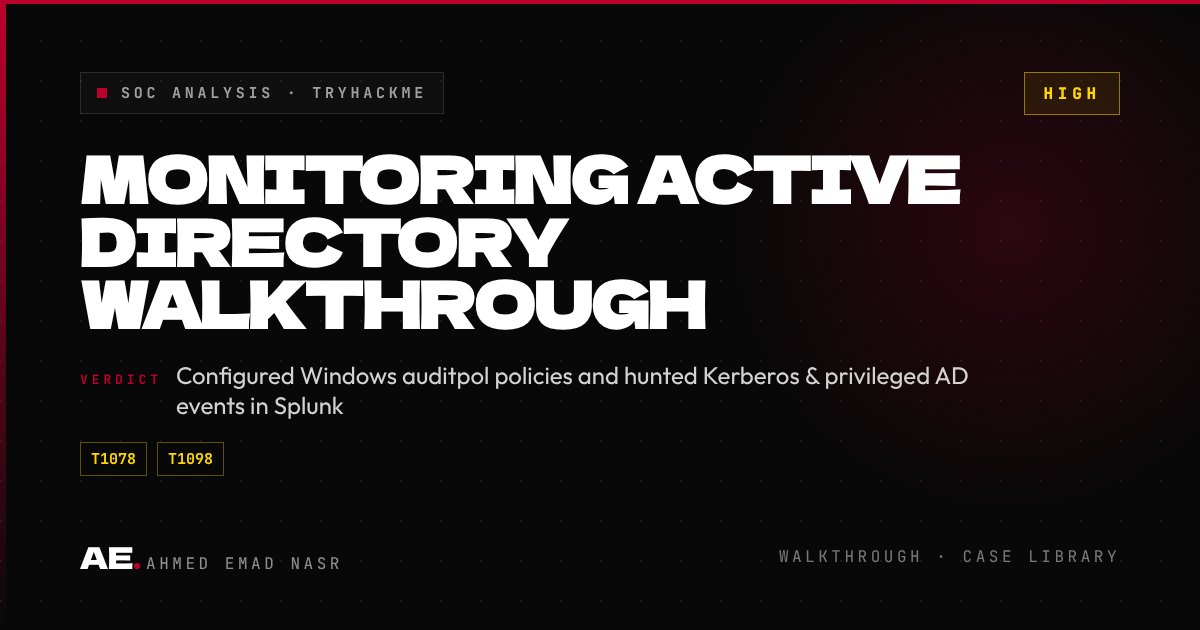 SOC ANALYSIS · TRYHACKME
HIGH
MONITORING ACTIVE
DIRECTORY
WALKTHROUGH
VERDICT Configured Windows auditpol policies and hunted Kerberos & privileged AD
events in Splunk
T1078 T1098
AE. AHMED EMAD NASR
WALKTHROUGH · CASE LIBRARY